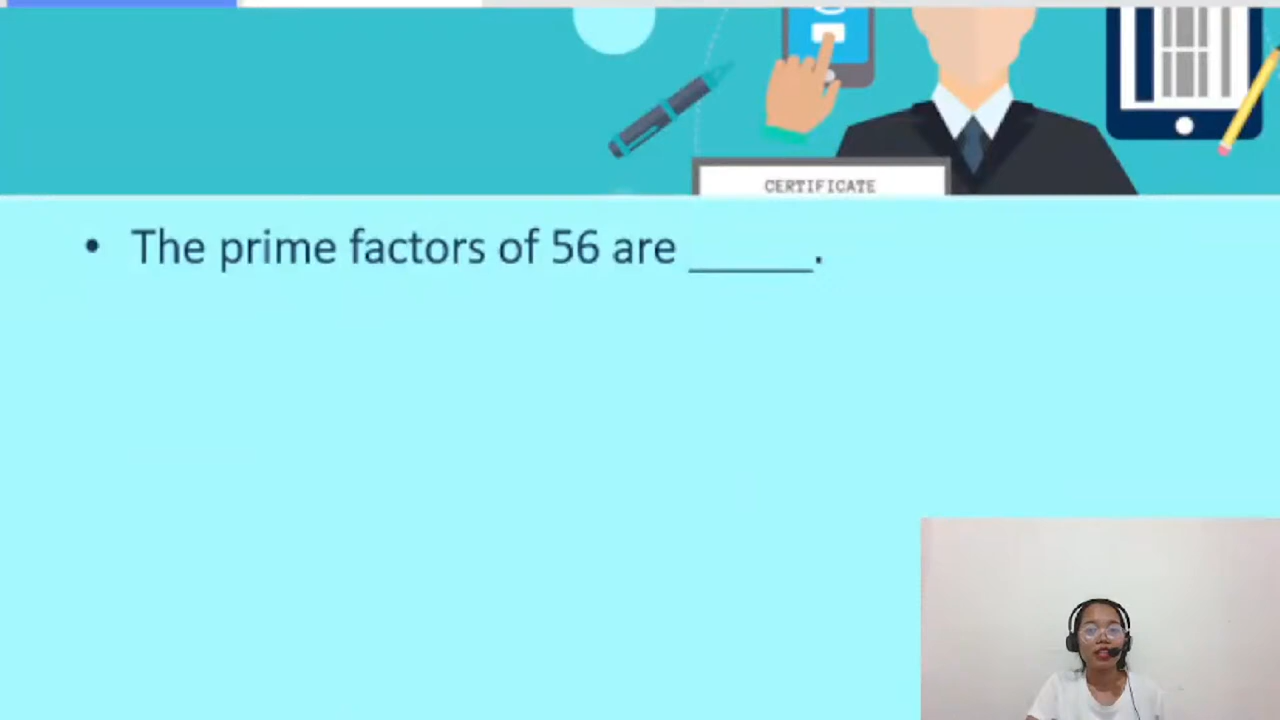 CERTIFICATE
• The prime factors of 56 are ______.